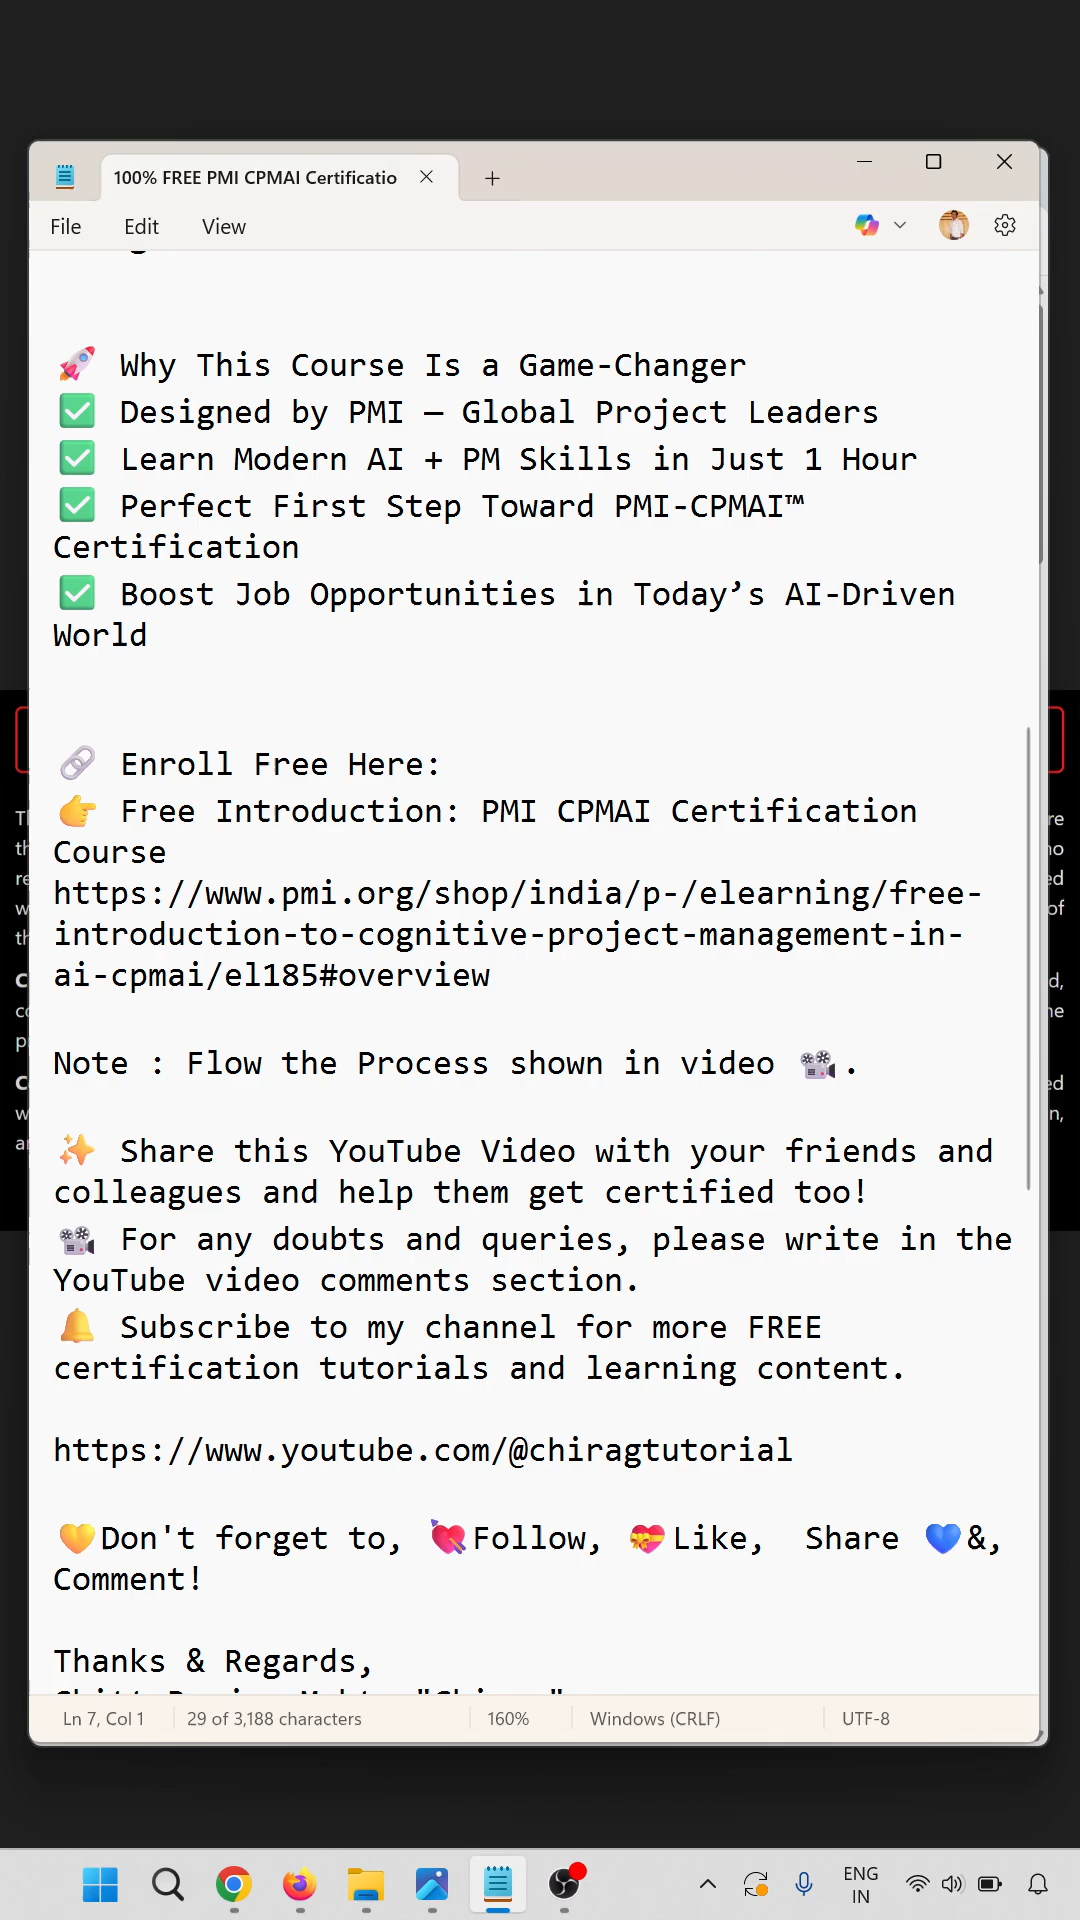 100% FREE PMI CPMAI Certificatio
File Edit View
🚀 Why This Course Is a Game-Changer
✅ Designed by PMI — Global Project Leaders
✅ Learn Modern AI + PM Skills in Just 1 Hour
✅ Perfect First Step Toward PMI-CPMAI™
Certification
✅ Boost Job Opportunities in Today’s AI-Driven
World
🔗 Enroll Free Here:
👉 Free Introduction: PMI CPMAI Certification
Course
https://www.pmi.org/shop/india/p-/elearning/free-
introduction-to-cognitive-project-management-in-
ai-cpmai/el185#overview
Note : Flow the Process shown in video 🎥.
✨ Share this YouTube Video with your friends and
colleagues and help them get certified too!
🎥 For any doubts and queries, please write in the
YouTube video comments section.
🔔 Subscribe to my channel for more FREE
certification tutorials and learning content.
https://www.youtube.com/@chiragtutorial
💛Don't forget to, 💘Follow, 💝Like,  Share 💙&,
Comment!
Thanks & Regards,
Ln 7, Col 1 29 of 3,188 characters 160% Windows (CRLF) UTF-8
ENG
IN